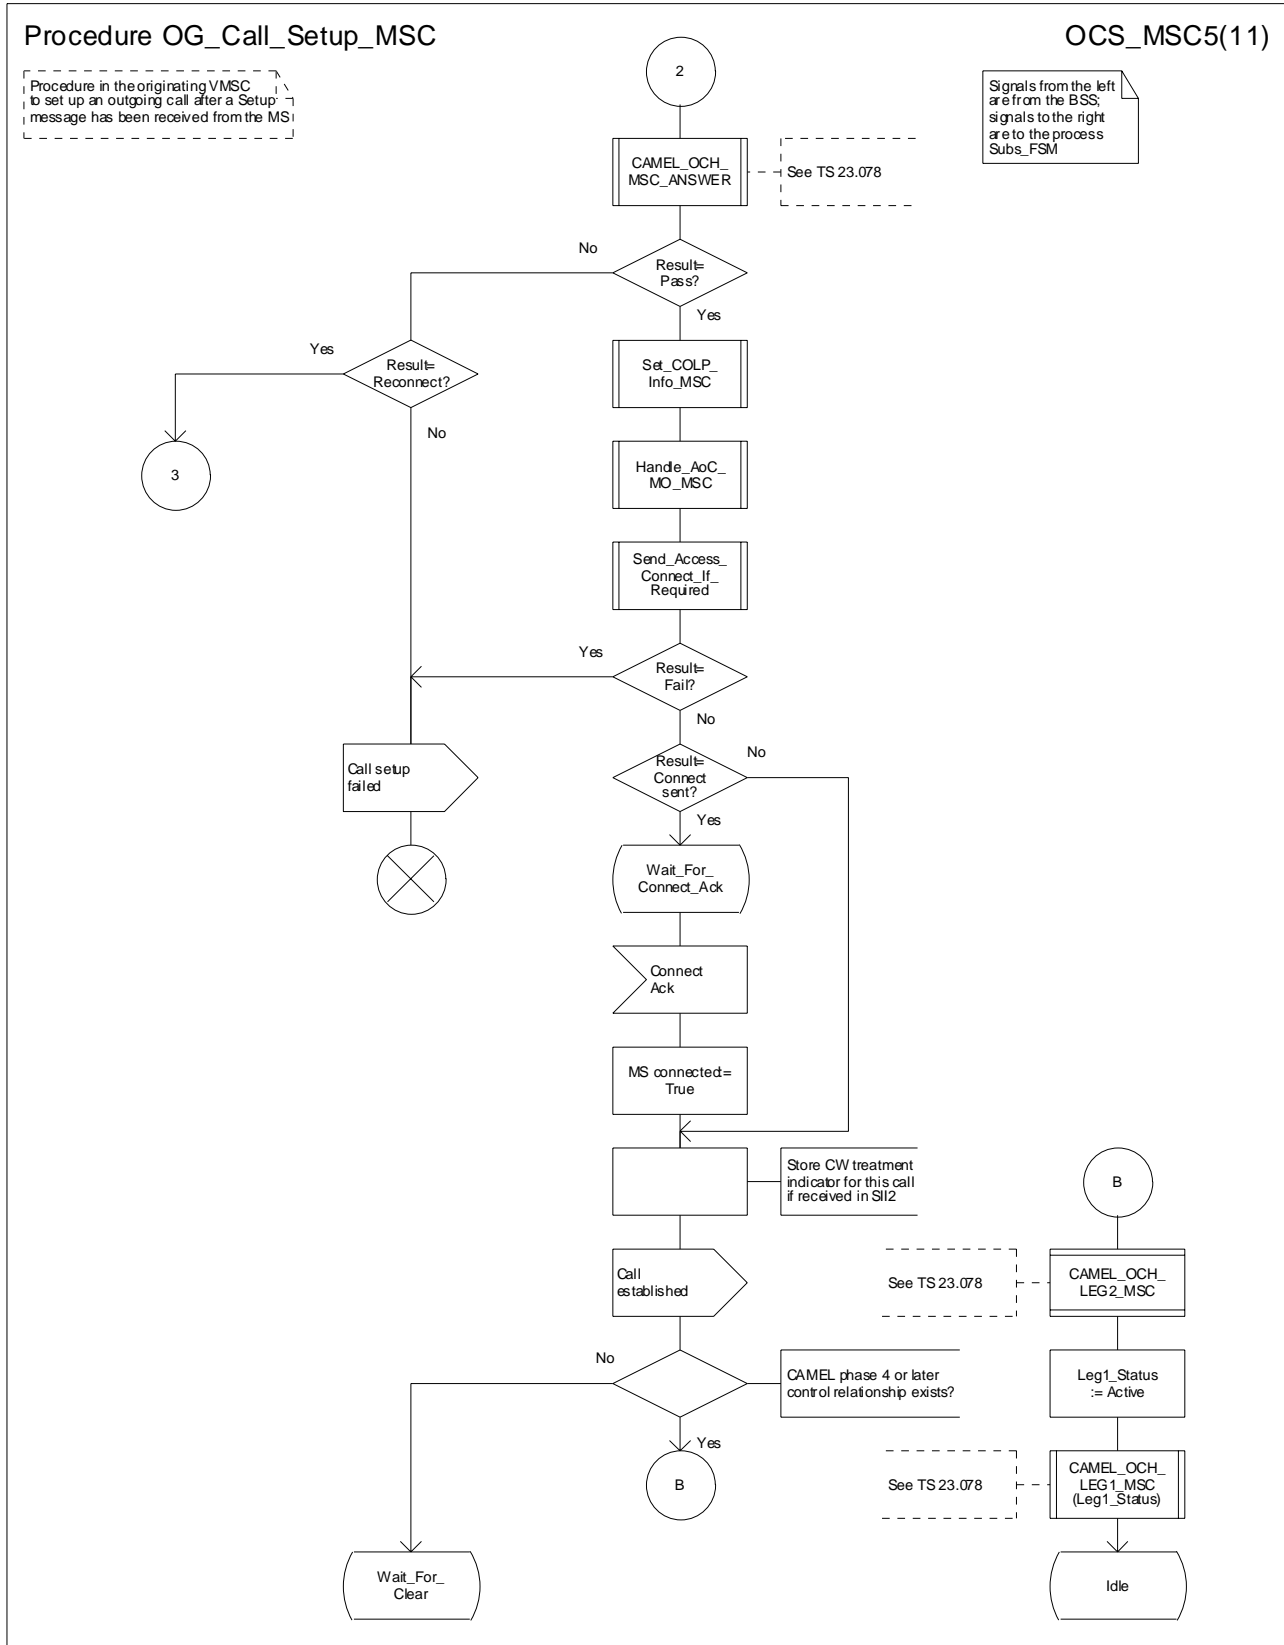 Procedure OG_Call_Setup_MSC
OCS_MSC5(11)
Procedure in the originating VMSC
to set up an outgoing call after a Setup
message has been received from the MS
2
Signals from the left
are from the BSS;
signals to the right
are to the process
Subs_FSM
CAMEL_OCH_
MSC_ANSWER
See TS 23.078
No
Result=
Pass?
Yes
Yes
Result=
Reconnect?
Set_COLP_
Info_MSC
No
3
Handle_AoC_
MO_MSC
Send_Access_
Connect_If_
Required
Yes
Result=
Fail?
No
Call setup
failed
Result=
Connect
sent?
No
Yes
Wait_For_
Connect_Ack
Connect
Ack
MS connected:=
True
Store CW treatment
indicator for this call
if received in SII2
B
Call
established
See TS 23.078
CAMEL_OCH_
LEG2_MSC
No
CAMEL phase 4 or later
control relationship exists?
Leg1_Status
:= Active
Yes
B
See TS 23.078
CAMEL_OCH_
LEG1_MSC
(Leg1_Status)
Wait_For_
Clear
Idle